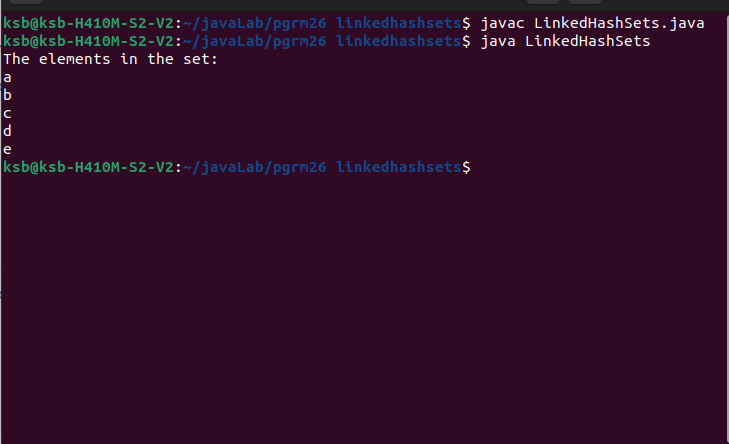 ksb@ksb-H410M-S2-V2:~/javaLab/pgrm26 linkedhashsets$ javac LinkedHashSets.java
ksb@ksb-H410M-S2-V2:~/javaLab/pgrm26 linkedhashsets$ java LinkedHashSets
The elements in the set:
a
b
c
d
e
ksb@ksb-H410M-S2-V2:~/javaLab/pgrm26 linkedhashsets$